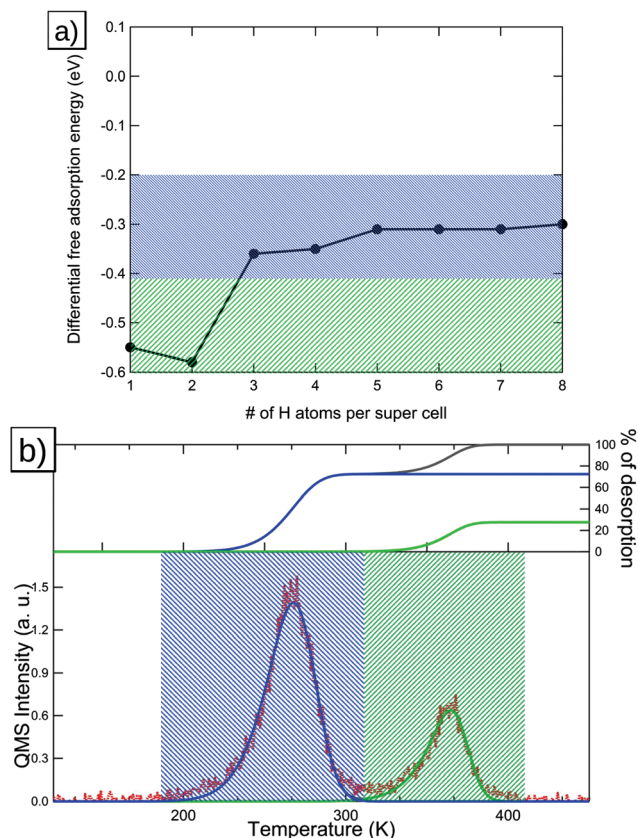 a)
0.1
0.0
-0.1
-0.2
-0.3
-0.4
-0.5
-0.6
Differential free adsorption energy (eV)
1 2 3 4 5 6 7 8
# of H atoms per super cell
b)
100
80
60
40
20
0
% of desorption
1.5
1.2
0.9
0.6
0.3
0.0
QMS Intensity (a. u.)
200 300 400
Temperature (K)